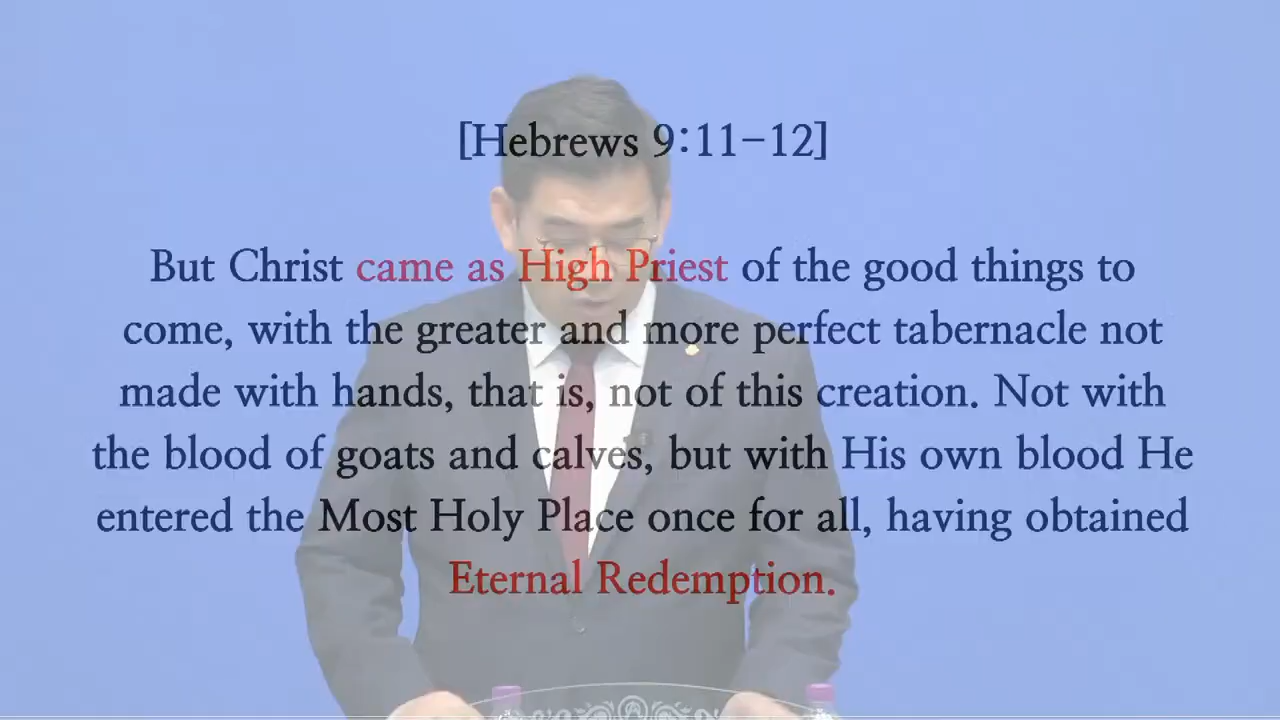 [Hebrews 9:11-12]
But Christ came as High Priest of the good things to
come, with the greater and more perfect tabernacle not
made with hands, that is, not of this creation. Not with
the blood of goats and calves, but with His own blood He
entered the Most Holy Place once for all, having obtained
Eternal Redemption.